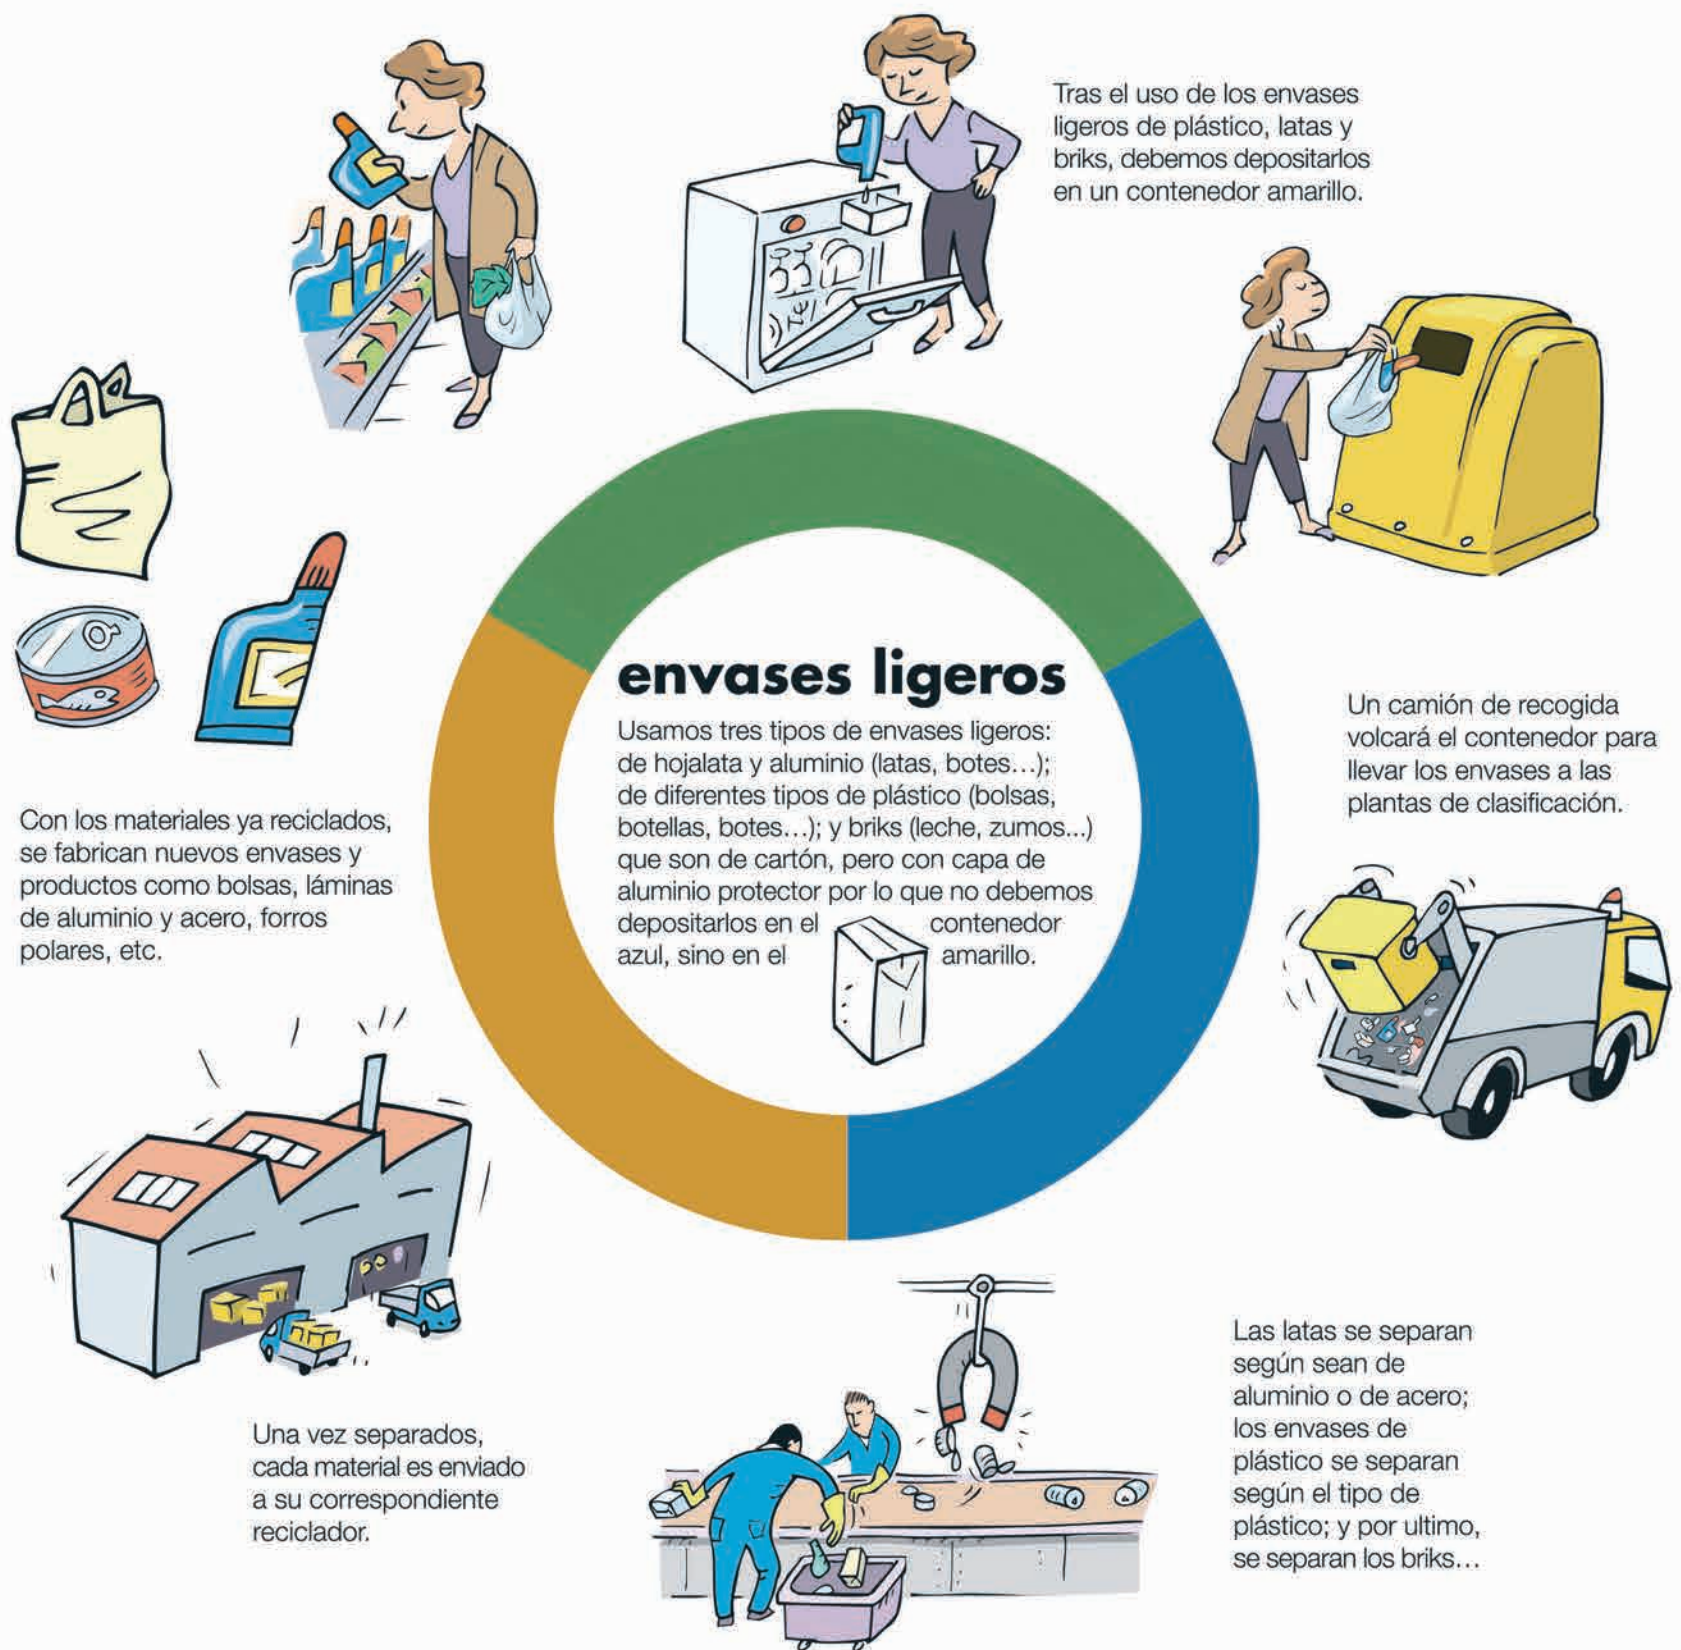 Tras el uso de los envases
ligeros de plástico, latas y
briks, debemos depositarlos
en un contenedor amarillo.
envases ligeros
Usamos tres tipos de envases ligeros:
de hojalata y aluminio (latas, botes...);
de diferentes tipos de plástico (bolsas,
botellas, botes...); y briks (leche, zumos...)
que son de cartón, pero con capa de
aluminio protector por lo que no debemos
depositarlos en el contenedor
azul, sino en el amarillo.
Un camión de recogida
volcará el contenedor para
llevar los envases a las
plantas de clasificación.
Las latas se separan
según sean de
aluminio o de acero;
los envases de
plástico se separan
según el tipo de
plástico; y por ultimo,
se separan los briks...
Una vez separados,
cada material es enviado
a su correspondiente
reciclador.
Con los materiales ya reciclados,
se fabrican nuevos envases y
productos como bolsas, láminas
de aluminio y acero, forros
polares, etc.